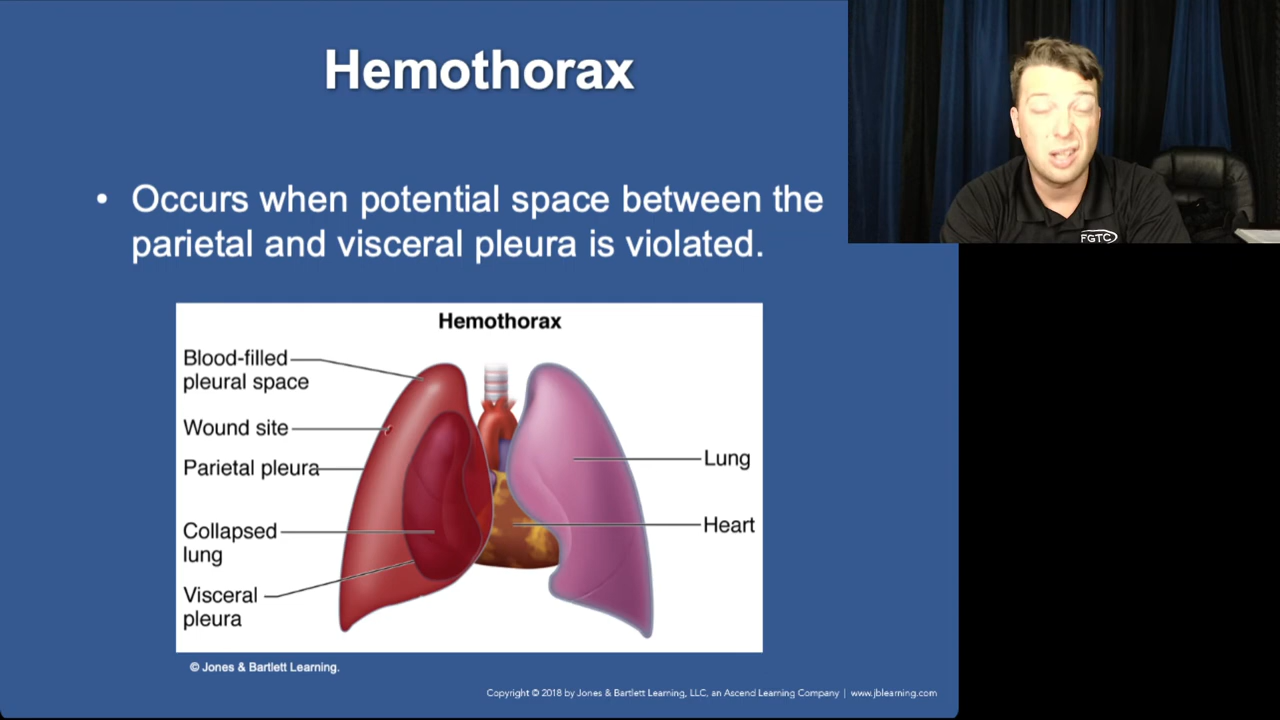 Hemothorax
• Occurs when potential space between the
parietal and visceral pleura is violated.
Hemothorax
Blood-filled
pleural space
Wound site
Parietal pleura
Collapsed
lung
Visceral
pleura
Lung
Heart
© Jones & Bartlett Learning.
Copyright © 2018 by Jones & Bartlett Learning, LLC, an Ascend Learning Company | www.jblearning.com
FGTC